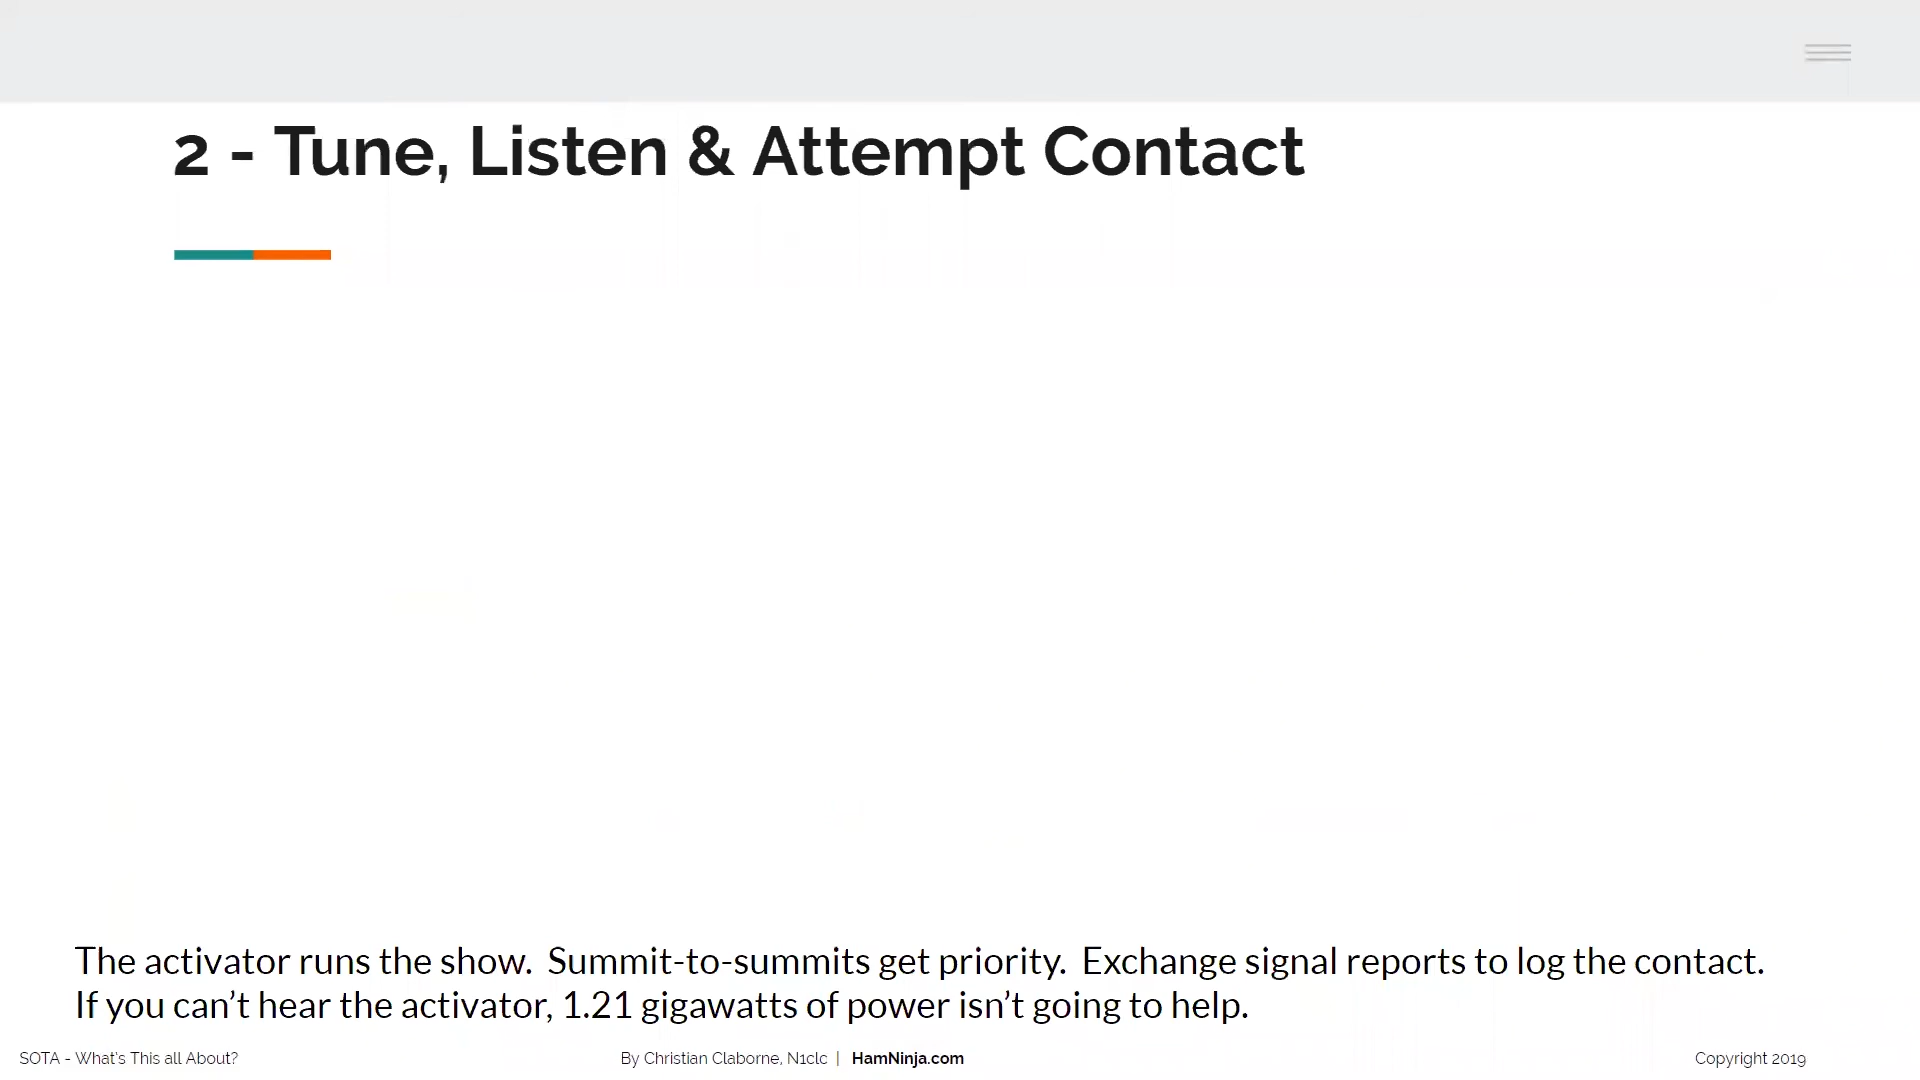 2 - Tune, Listen & Attempt Contact
The activator runs the show.  Summit-to-summits get priority.  Exchange signal reports to log the contact.
If you can’t hear the activator, 1.21 gigawatts of power isn’t going to help.
SOTA - What’s This all About?
By Christian Claborne, N1clc  |  HamNinja.com
Copyright 2019